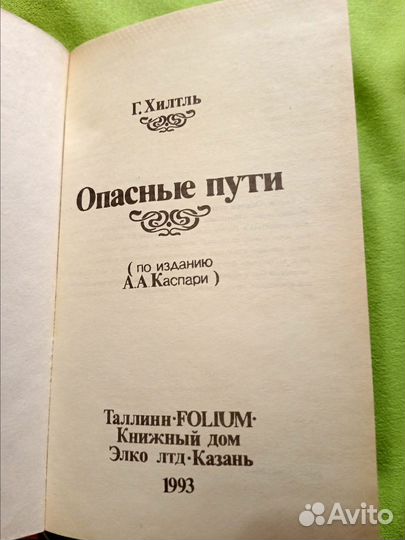 Г. Хилтль
Опасные пути
( по изданию
А.А.Каспари )
Таллинн·FOLIUM·
Книжный дом
Элко лтд·Казань
1993
Avito